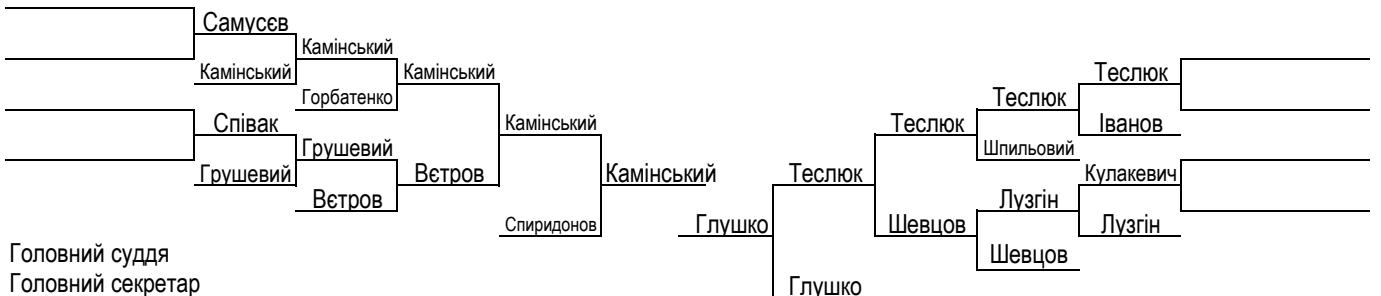 Самусєв
Камінський
Камінський
Камінський
Горбатенко
Співак
Камінський
Грушевий
Грушевий
Вєтров
Камінський
Вєтров
Спиридонов
Теслюк
Теслюк
Теслюк
Іванов
Шпильовий
Теслюк
Кулакевич
Лузгін
Глушко
Шевцов
Лузгін
Шевцов
Глушко
Головний суддя
Головний секретар